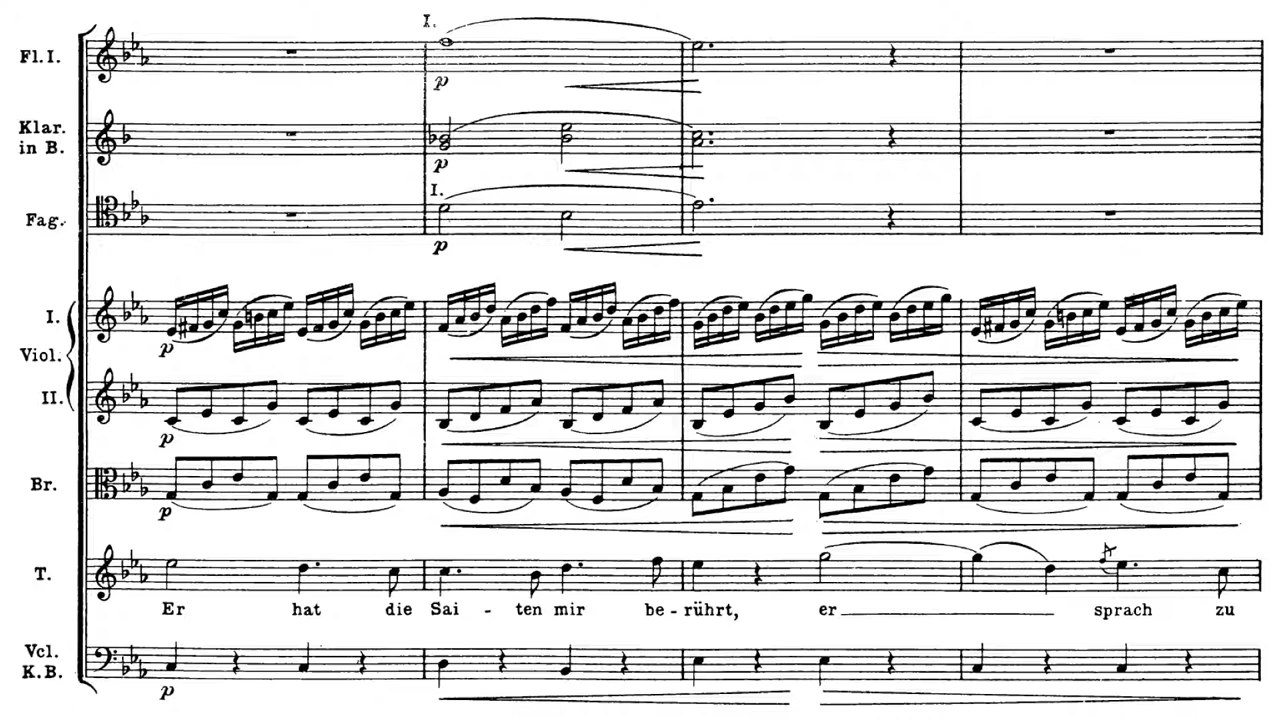 I.
Fl. I.
p
Klar.
in B.
p
I.
Fag.
p
I.
Viol.
p
II.
p
Br.
p
T.
Er hat die Sai - ten mir be - rührt, er sprach zu
Vcl.
K.B.
p